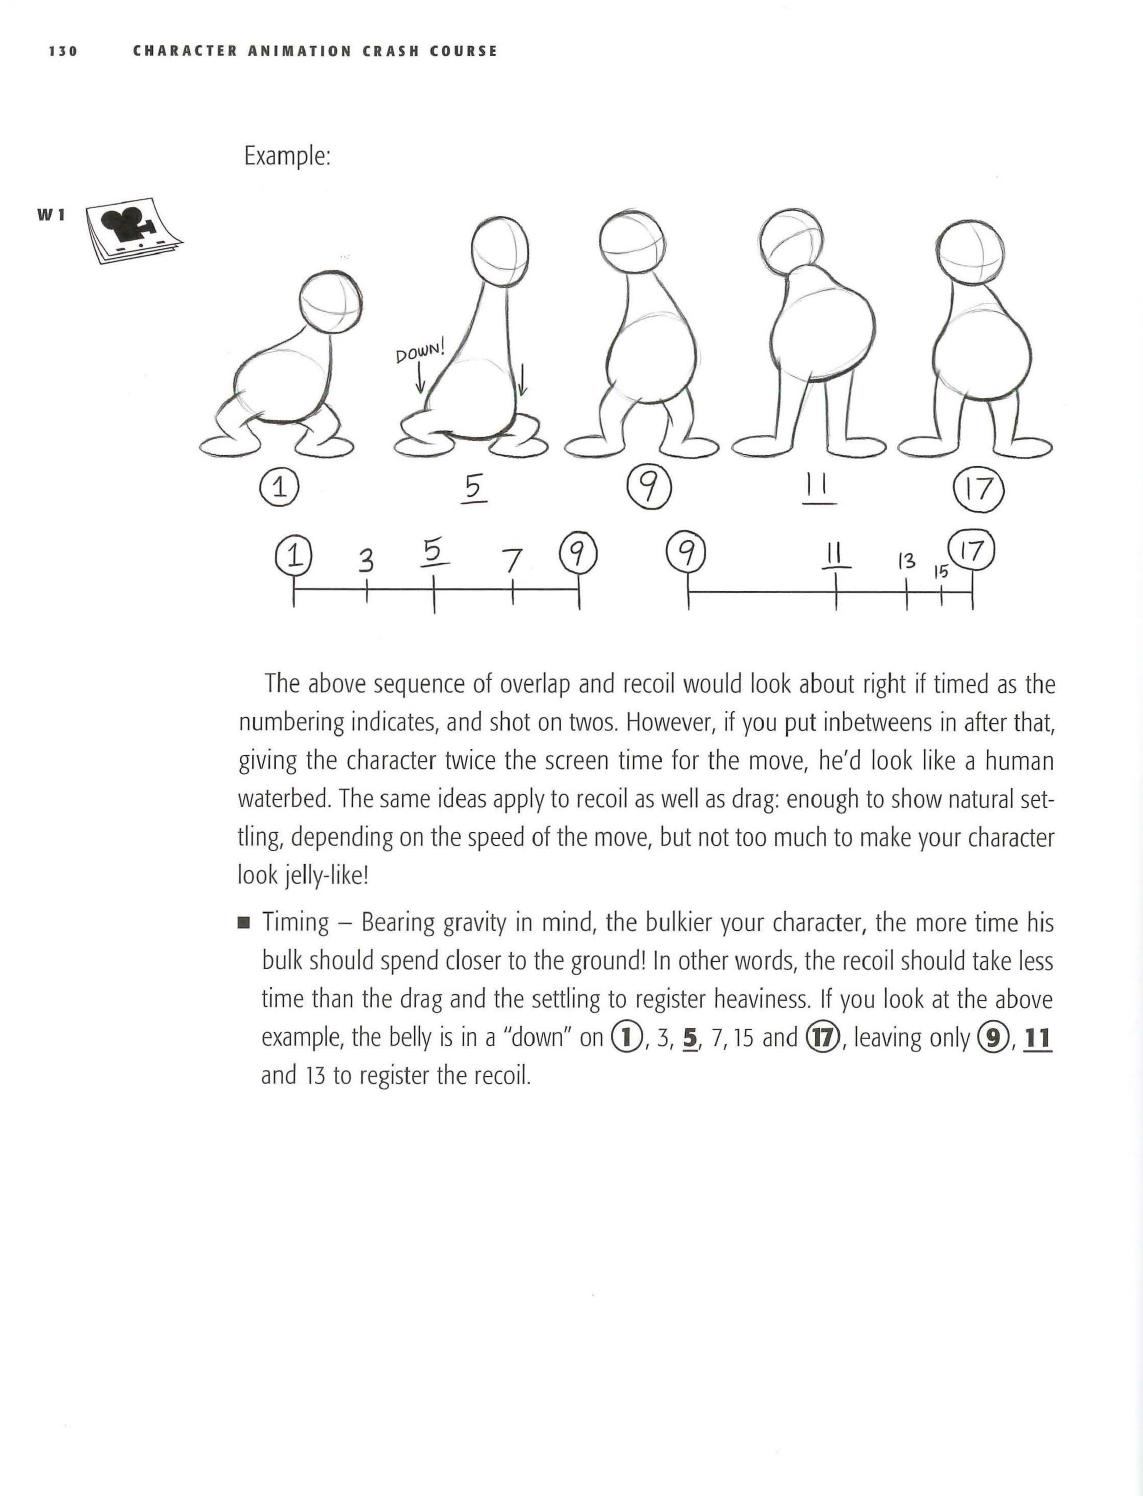 130 CHARACTER ANIMATION CRASH COURSE
Example:
W1
DOWN!
1 5 9 11 17
1 3 5 7 9 9 11 13 15 17
The above sequence of overlap and recoil would look about right if timed as the
numbering indicates, and shot on twos. However, if you put inbetweens in after that,
giving the character twice the screen time for the move, he’d look like a human
waterbed. The same ideas apply to recoil as well as drag: enough to show natural set-
tling, depending on the speed of the move, but not too much to make your character
look jelly-like!
■ Timing – Bearing gravity in mind, the bulkier your character, the more time his
bulk should spend closer to the ground! In other words, the recoil should take less
time than the drag and the settling to register heaviness. If you look at the above
example, the belly is in a “down” on ①, 3, 5, 7, 15 and ⑰, leaving only ⑨, 11
and 13 to register the recoil.